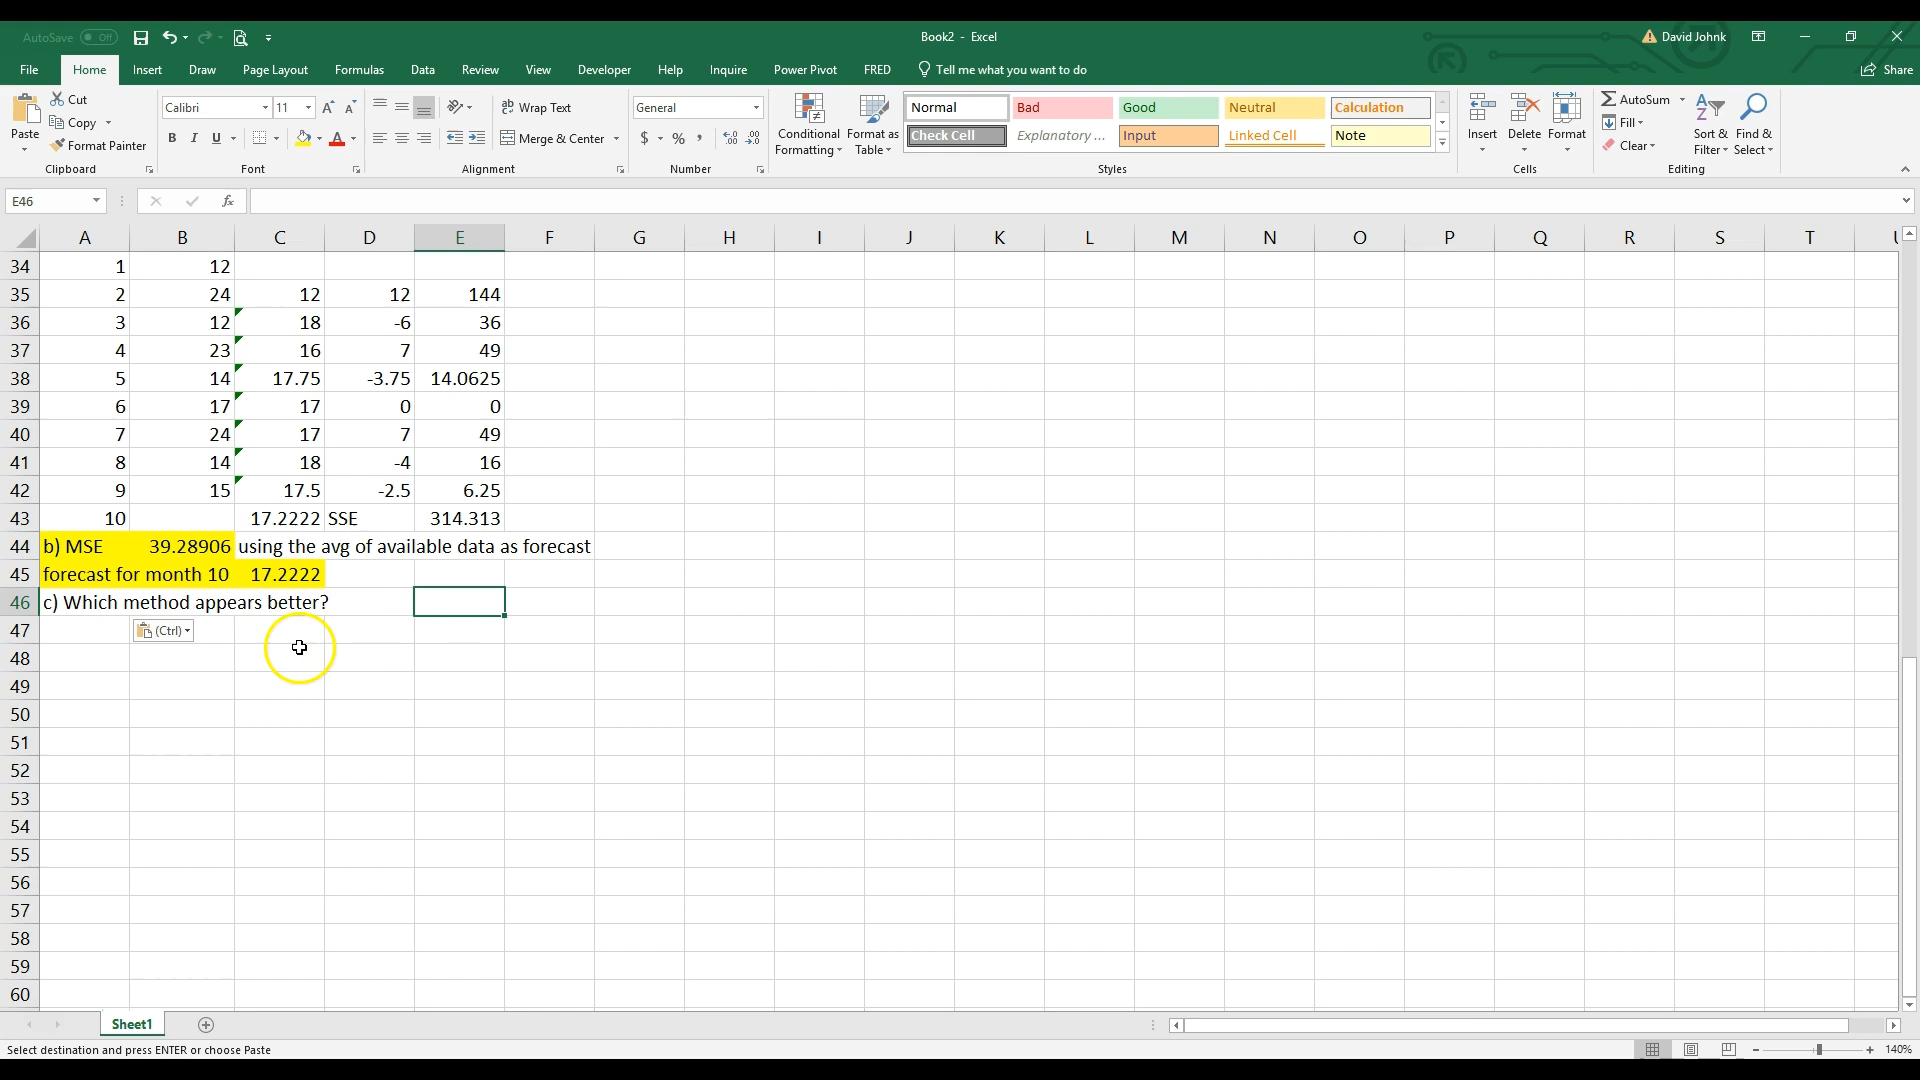 AutoSave Off
Book2 - Excel
David Johnk
File Home Insert Draw Page Layout Formulas Data Review View Developer Help Inquire Power Pivot FRED Tell me what you want to do Share
Paste
Cut
Copy
Format Painter
Clipboard
Calibri 11
B I U
Font
Wrap Text
Merge & Center
Alignment
General
$ % ,
Number
Conditional Formatting
Format as Table
Normal Bad Good Neutral Calculation
Check Cell Explanatory ... Input Linked Cell Note
Styles
Insert Delete Format
Cells
AutoSum
Fill
Clear
Sort & Filter
Find & Select
Editing
E46 fx
A B C D E F G H I J K L M N O P Q R S T
34 1 12
35 2 24 12 12 144
36 3 12 18 -6 36
37 4 23 16 7 49
38 5 14 17.75 -3.75 14.0625
39 6 17 17 0 0
40 7 24 17 7 49
41 8 14 18 -4 16
42 9 15 17.5 -2.5 6.25
43 10 17.2222 SSE 314.313
44 b) MSE 39.28906 using the avg of available data as forecast
45 forecast for month 10 17.2222
46 c) Which method appears better?
47 (Ctrl)
48
49
50
51
52
53
54
55
56
57
58
59
60
Sheet1
Select destination and press ENTER or choose Paste
140%